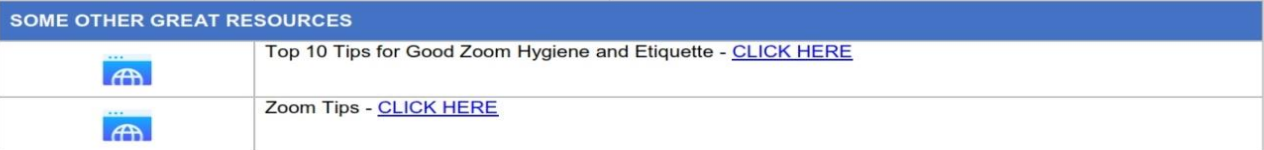 SOME OTHER GREAT RESOURCES
Top 10 Tips for Good Zoom Hygiene and Etiquette - CLICK HERE
Zoom Tips - CLICK HERE